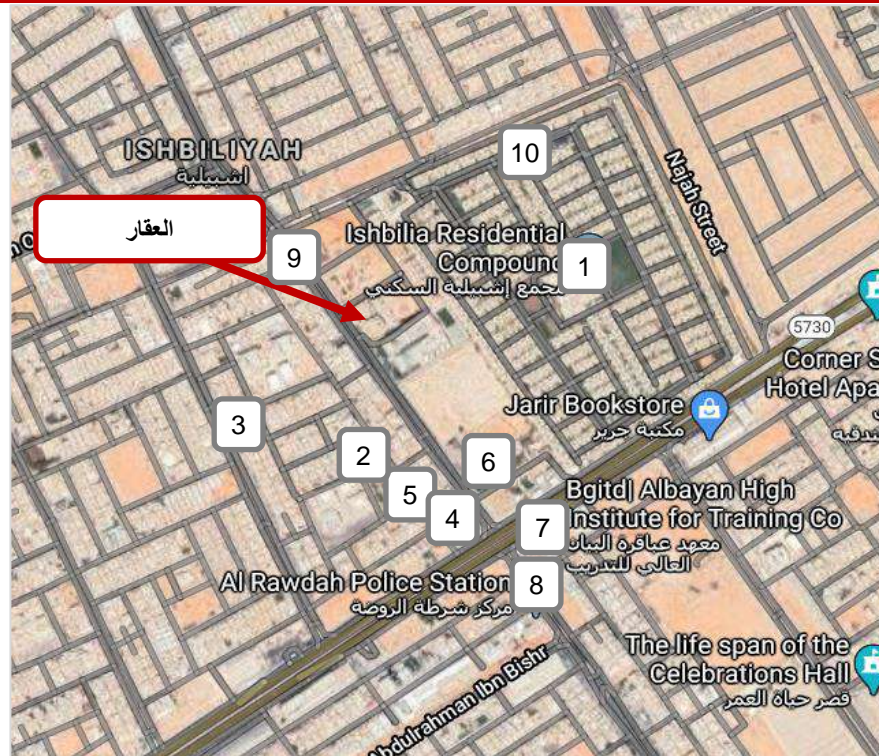 ISHBILIYAH
اشبيلية
10
العقار
Najah Street
9
Ishbilia Residential
Compound
1
مجمع إشبيلية السكني
5730
Corner S
Hotel Apa
Jarir Bookstore
مكتبة جرير
3
2
6
5
4
7
Bgitd| Albayan High
Institute for Training Co
معهد عباقرة البيان
العالي للتدريب
Al Rawdah Police Station
مركز شرطة الروضة
8
The life span of the
Celebrations Hall
قصر حياة العمر
Abdulrahman Ibn Bishr